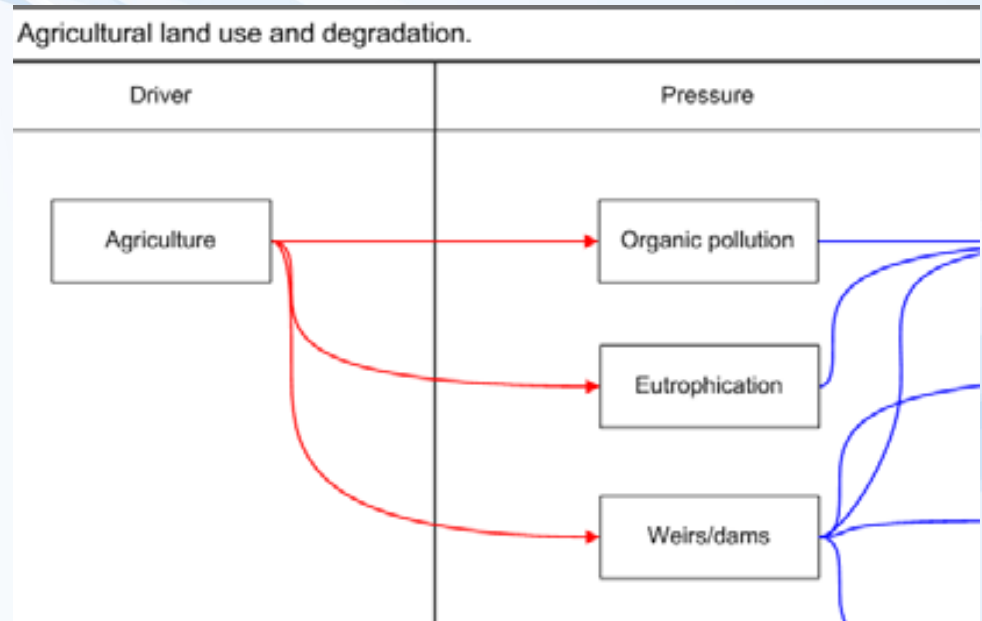 Agricultural land use and degradation.
Driver
Pressure
Agriculture
Organic pollution
Eutrophication
Weirs/dams